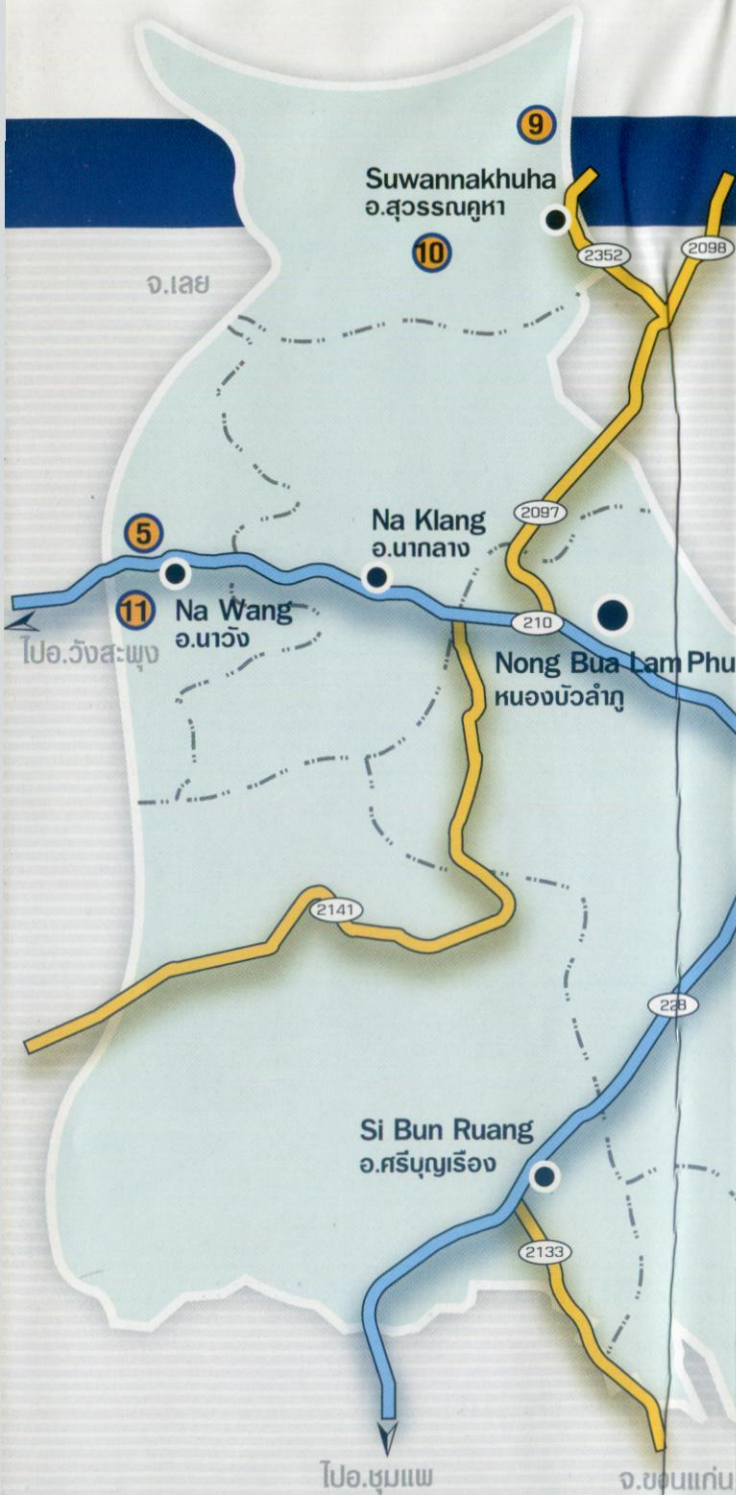 9
Suwannakhuha
อ.สุวรรณคูหา
10
2352
2098
จ.เลย
2097
Na Klang
อ.นากลาง
5
11
Na Wang
อ.นาวัง
210
ไปอ.วังสะพุง
Nong Bua Lam Phu
หนองบัวลำภู
2141
228
Si Bun Ruang
อ.ศรีบุญเรือง
2133
ไปอ.ชุมแพ
จ.ขอนแก่น